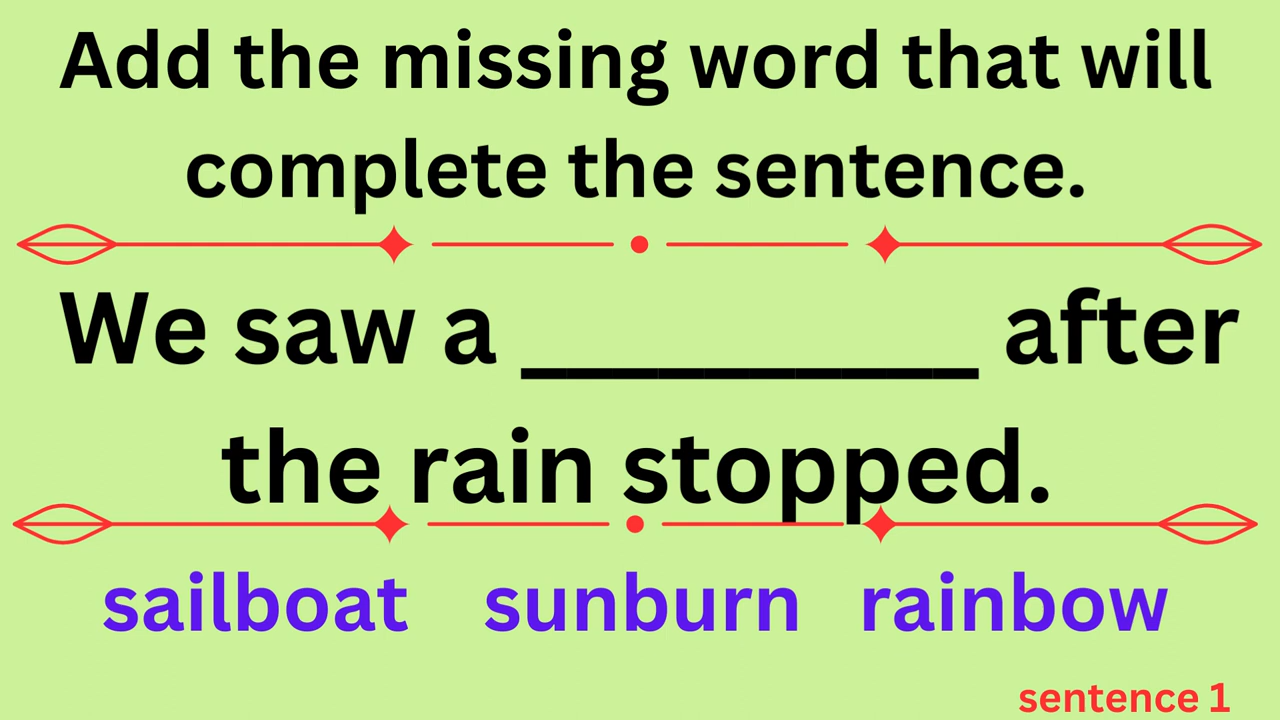 Add the missing word that will
complete the sentence.
We saw a __________ after
the rain stopped.
sailboat sunburn rainbow
sentence 1